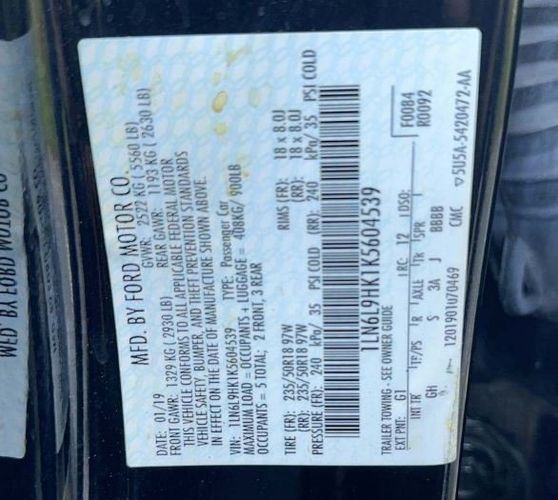 MFD. BY FORD MOTOR CO.
DATE: 01/19 GVWR: 2522 KG ( 5560 LB)
FRONT GAWR: 1329 KG ( 2930 LB) REAR GAWR: 1193 KG ( 2630 LB)
THIS VEHICLE CONFORMS TO ALL APPLICABLE FEDERAL MOTOR
VEHICLE SAFETY, BUMPER, AND THEFT PREVENTION STANDARDS
IN EFFECT ON THE DATE OF MANUFACTURE SHOWN ABOVE.
VIN: 1LN6L9HK1K5604539 TYPE: Passenger Car
MAXIMUM LOAD = OCCUPANTS + LUGGAGE = 408KG/ 900LB
OCCUPANTS = 5 TOTAL; 2 FRONT, 3 REAR
TIRE (FR): 235/50R18 97W RIMS (FR): 18 x 8.0J
(RR): 235/50R18 97W (RR): 18 x 8.0J
PRESSURE (FR): 240 kPa/ 35 PSI COLD (RR): 240 kPa/ 35 PSI COLD
1LN6L9HK1K5604539
TRAILER TOWING - SEE OWNER GUIDE F0084
EXT PNT: G1 RC: 12 DSO: R0092
INT TR TP/PS R AXLE TR SPR
GH S 3A J BBBB
1201901070469 CMC ▽5U5A-5420472-AA